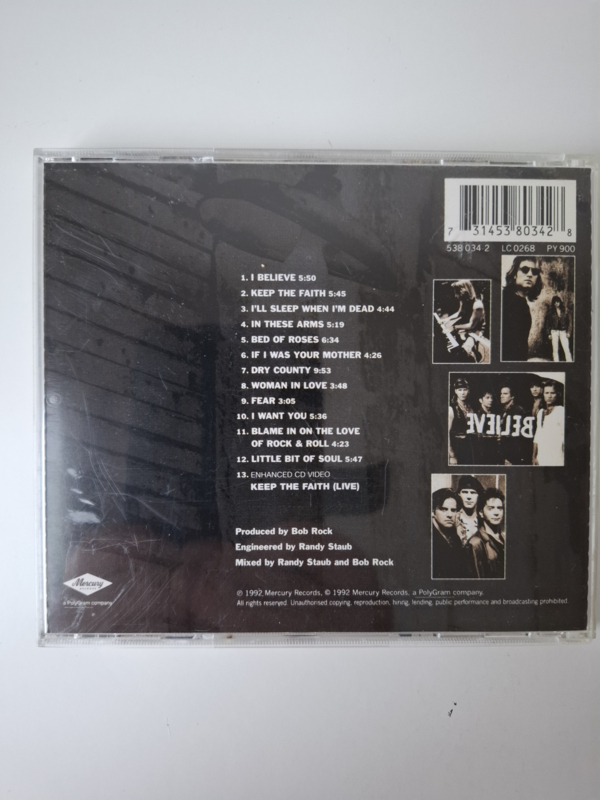 7 31453 80342 8
538 034-2 LC 0268 PY 900
1. I BELIEVE 5:50
2. KEEP THE FAITH 5:45
3. I'LL SLEEP WHEN I'M DEAD 4:44
4. IN THESE ARMS 5:19
5. BED OF ROSES 6:34
6. IF I WAS YOUR MOTHER 4:26
7. DRY COUNTY 9:53
8. WOMAN IN LOVE 3:48
9. FEAR 3:05
10. I WANT YOU 5:36
11. BLAME IN ON THE LOVE
OF ROCK & ROLL 4:23
12. LITTLE BIT OF SOUL 5:47
13. ENHANCED CD VIDEO
KEEP THE FAITH (LIVE)
I BELIEVE
Produced by Bob Rock
Engineered by Randy Staub
Mixed by Randy Staub and Bob Rock
Mercury
RECORDS
a PolyGram company
℗ 1992 Mercury Records, © 1992 Mercury Records, a PolyGram company.
All rights reserved. Unauthorised copying, reproduction, hiring, lending, public performance and broadcasting prohibited.